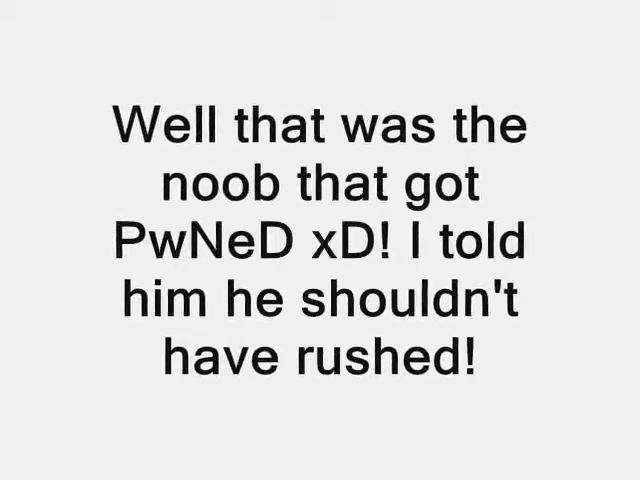 Well that was the
noob that got
PwNeD xD! I told
him he shouldn't
have rushed!